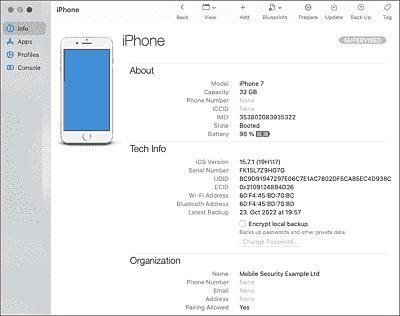 iPhone
Back
View
Add
Blueprints
Prepare
Update
Back Up
Tag
Info
Apps
Profiles
Console
iPhone
SUPERVISED
About
Model iPhone 7
Capacity 32 GB
Phone Number None
ICCID None
IMEI 353802083935322
State Booted
Battery 98 %
Tech Info
iOS Version 15.7.1 (19H117)
Serial Number FK1SL7Z9HG7G
UDID BC9D91947297E06C7E1AC7802DF5CA85EC4D938C
ECID 0x2109124884D26
Wi-Fi Address 60:F4:45:BD:70:BC
Bluetooth Address 60:F4:45:BD:70:BD
Latest Backup 23. Oct 2022 at 19:57
Encrypt local backup
Backs up passwords and other private data.
Change Password...
Organization
Name Mobile Security Example Ltd
Phone Number None
Email None
Address None
Pairing Allowed Yes